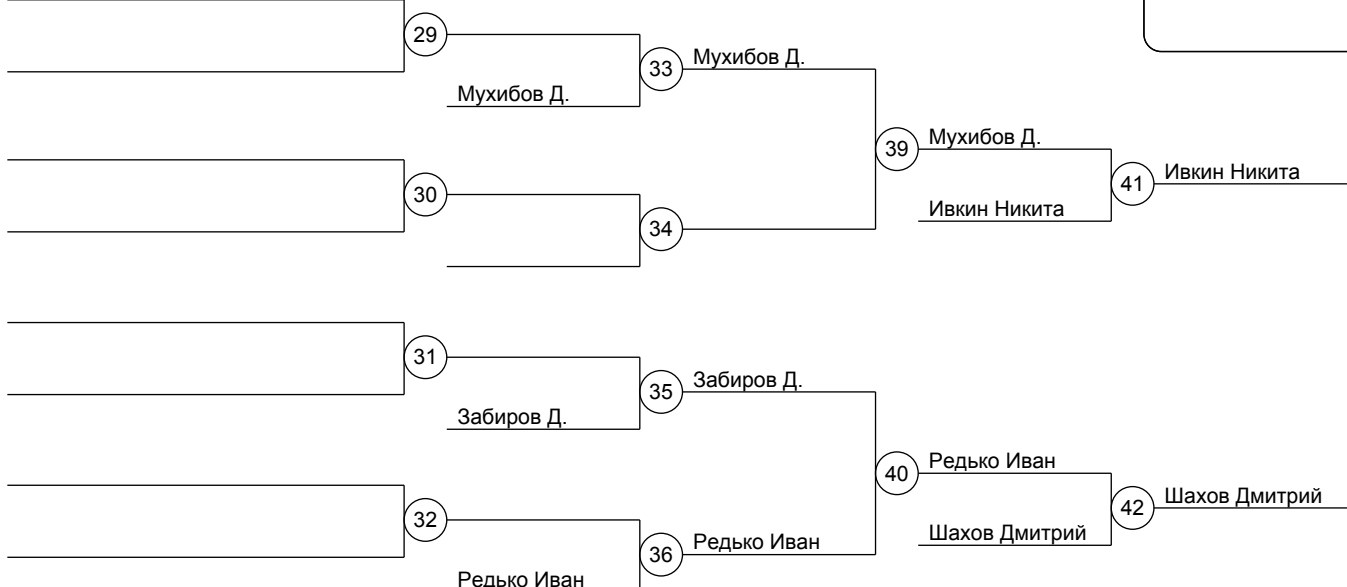 29
33
Мухибов Д.
Мухибов Д.
39
Мухибов Д.
41
Ивкин Никита
30
Ивкин Никита
34
31
35
Забиров Д.
Забиров Д.
40
Редько Иван
42
Шахов Дмитрий
32
Шахов Дмитрий
36
Редько Иван
Редько Иван